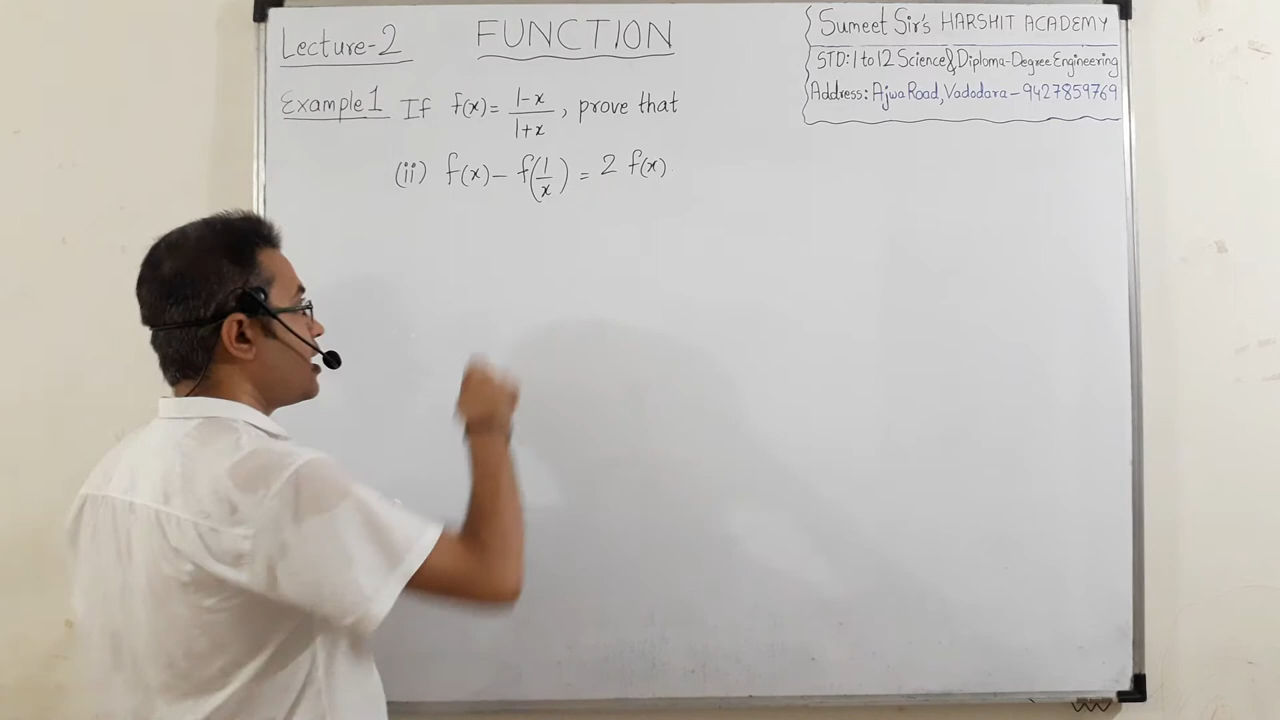 Lecture-2
FUNCTION
Sumeet Sir's HARSHIT ACADEMY
STD: 1 to 12 Science & Diploma-Degree Engineering
Address: Ajwa Road, Vadodara - 9427859769
Example 1 If f(x) = 1-x / 1+x , prove that
(ii) f(x) - f(1/x) = 2 f(x).